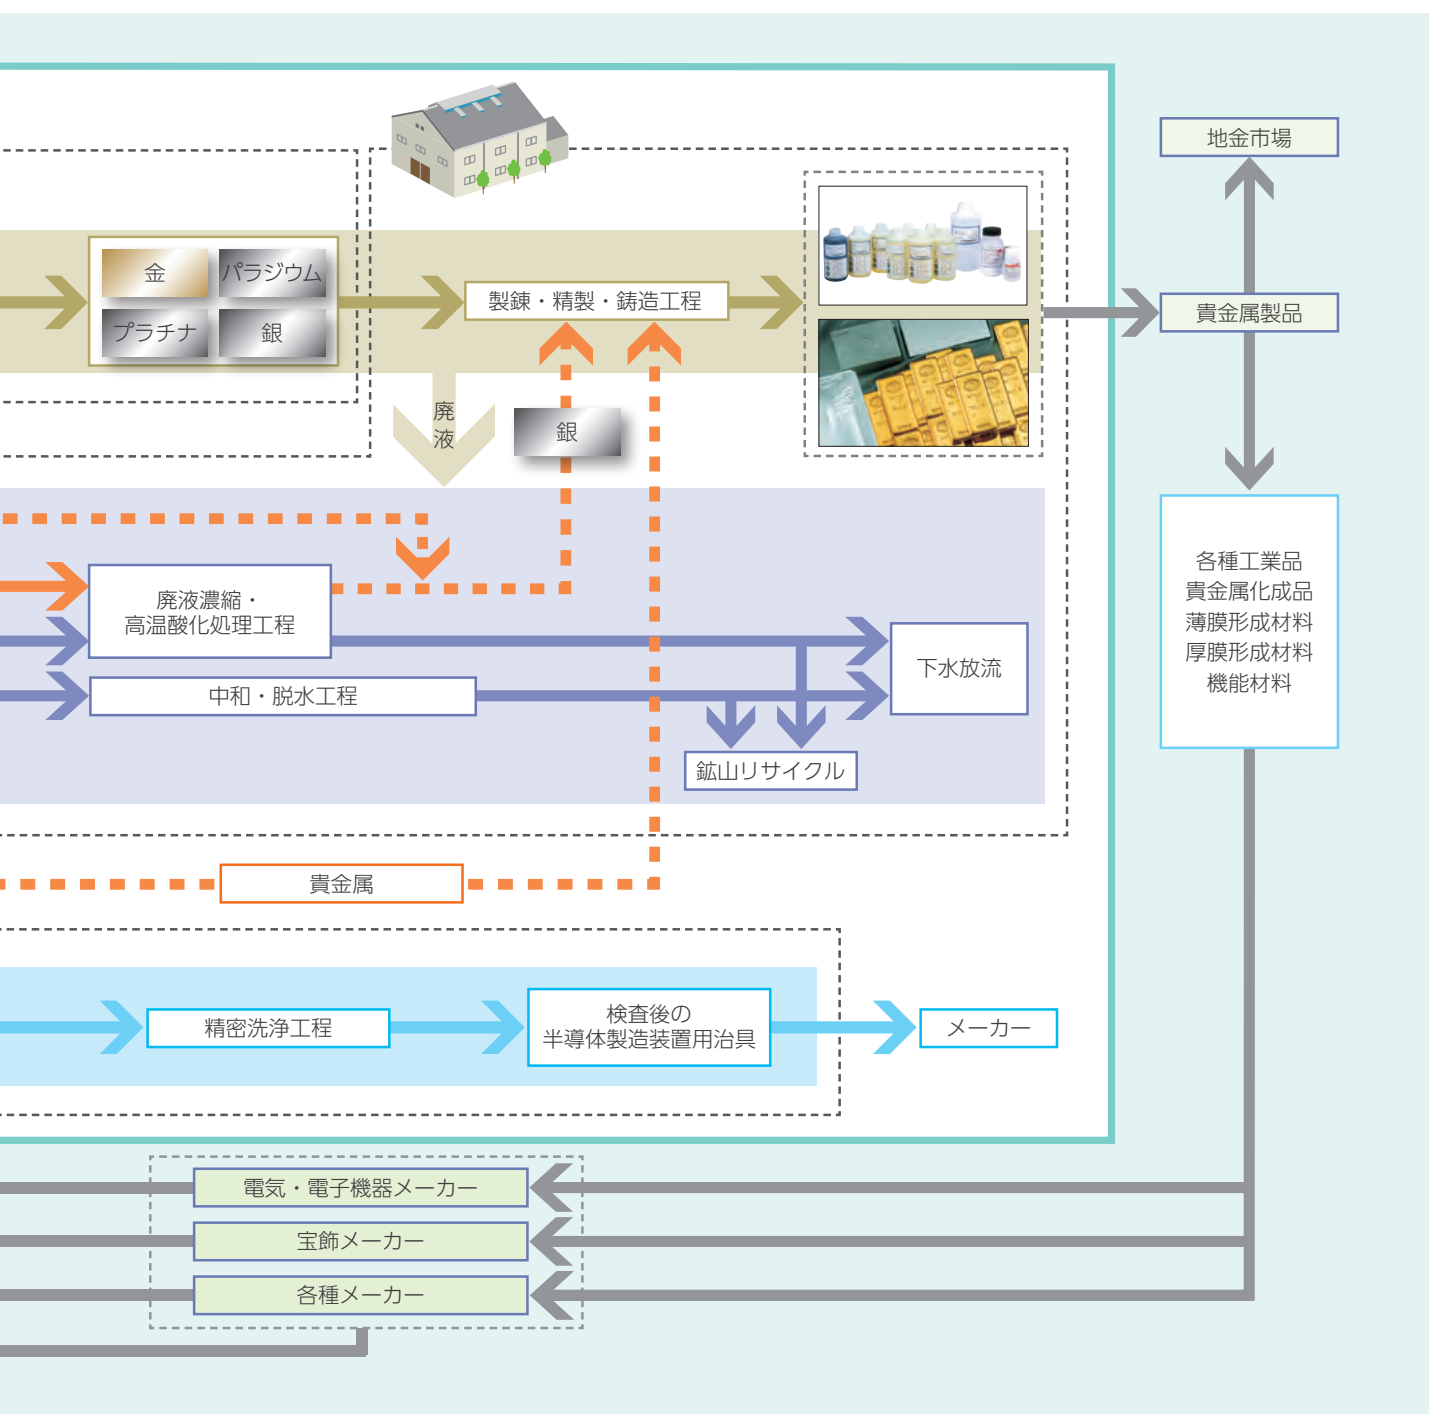 地金市場
金
パラジウム
プラチナ
銀
製錬・精製・鋳造工程
貴金属製品
廃液
銀
各種工業品
貴金属化成品
薄膜形成材料
厚膜形成材料
機能材料
廃液濃縮・
高温酸化処理工程
中和・脱水工程
下水放流
鉱山リサイクル
貴金属
精密洗浄工程
検査後の
半導体製造装置用治具
メーカー
電気・電子機器メーカー
宝飾メーカー
各種メーカー